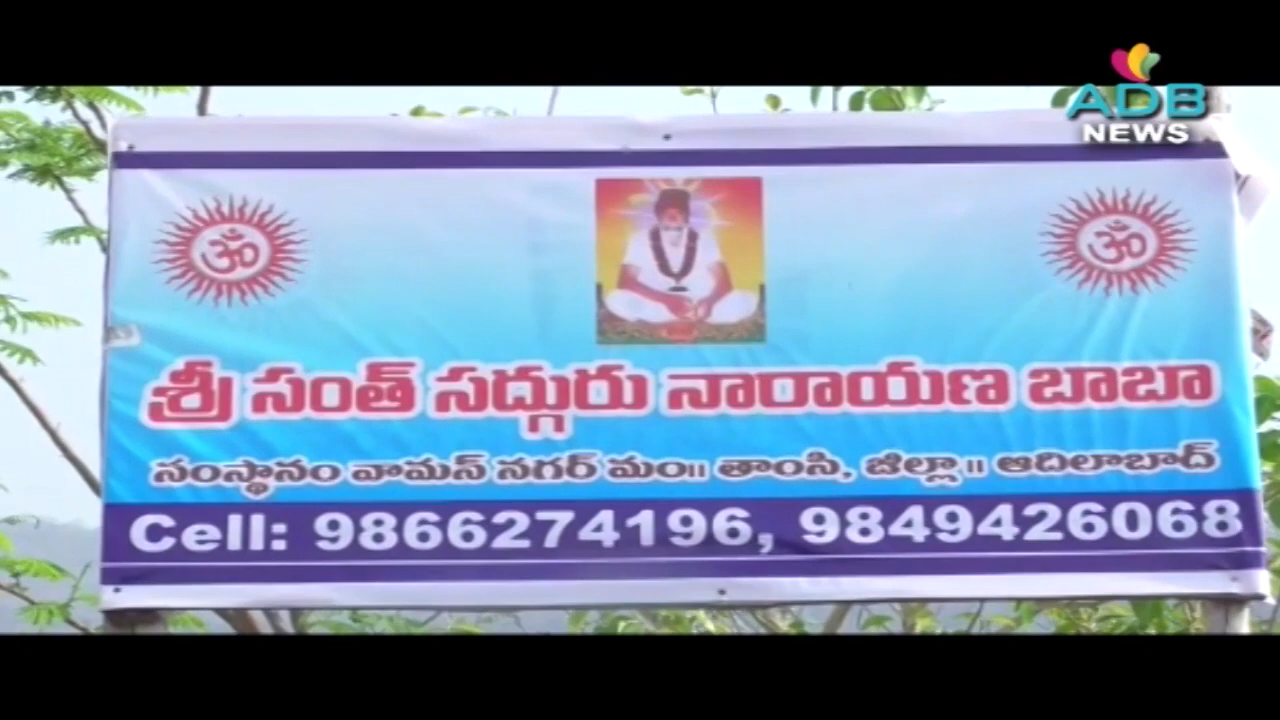 ADB
NEWS
ॐ
ॐ
శ్రీ సంత్ సద్గురు నారాయణ బాబా
సంస్థానం వామన్ నగర్ మం॥ తాంసి, జిల్లా॥ ఆదిలాబాద్
Cell: 9866274196, 9849426068